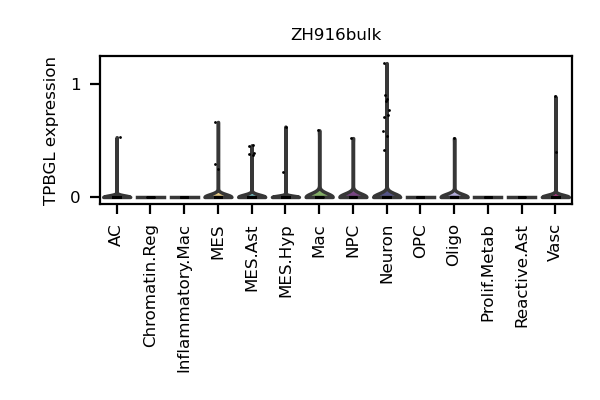 ZH916bulk
TPBGL expression
1
0
AC
Chromatin.Reg
Inflammatory.Mac
MES
MES.Ast
MES.Hyp
Mac
NPC
Neuron
OPC
Oligo
Prolif.Metab
Reactive.Ast
Vasc